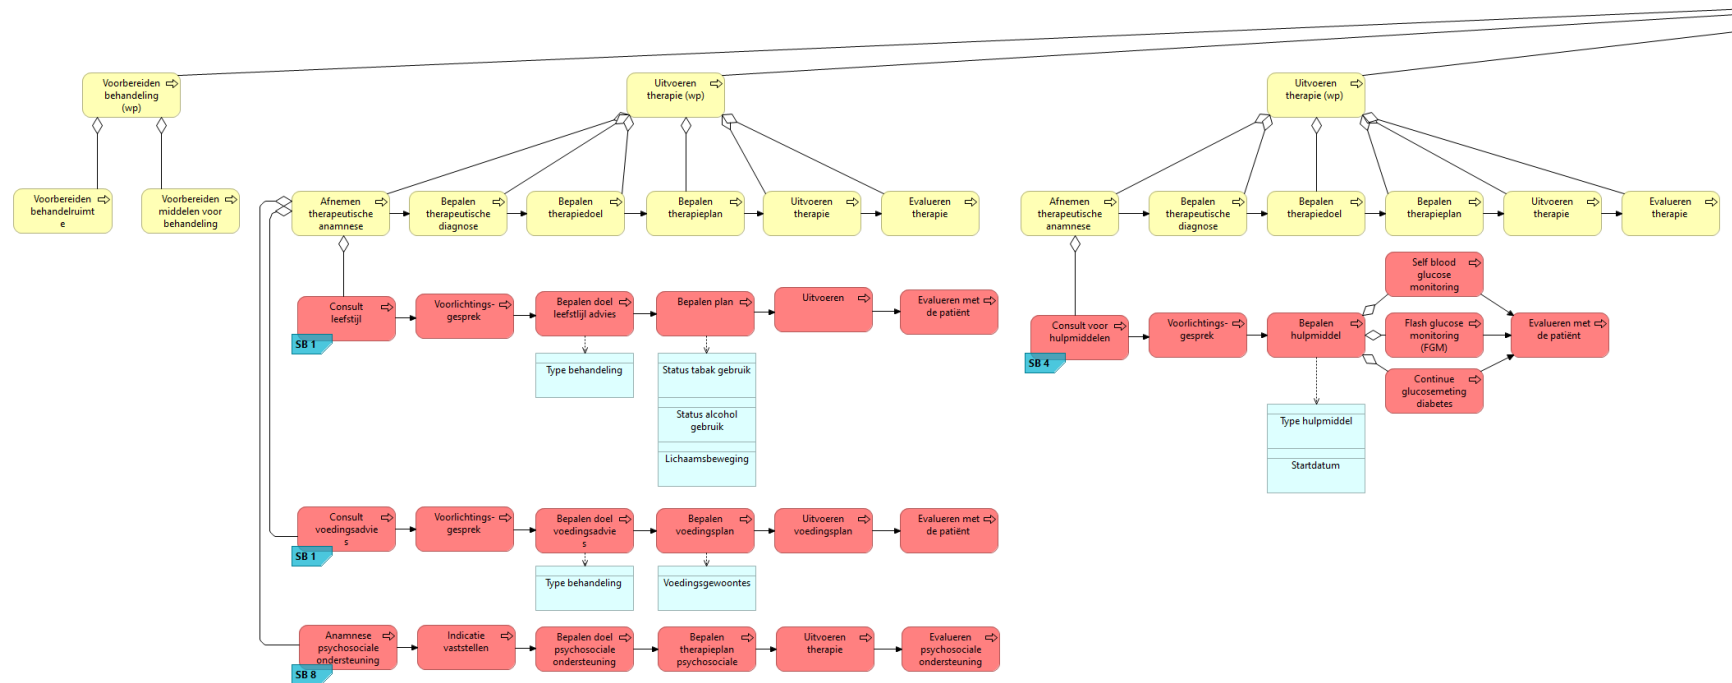 Voorbereiden
behandeling
(wp)
Uitvoeren
therapie (wp)
Uitvoeren
therapie (wp)
Voorbereiden
behandelruimt
e
Voorbereiden
middelen voor
behandeling
Afnemen
therapeutische
anamnese
Bepalen
therapeutische
diagnose
Bepalen
therapiedoel
Bepalen
therapieplan
Uitvoeren
therapie
Evalueren
therapie
Afnemen
therapeutische
anamnese
Bepalen
therapeutische
diagnose
Bepalen
therapiedoel
Bepalen
therapieplan
Uitvoeren
therapie
Evalueren
therapie
Consult
leefstijl
SB 1
Voorlichtings-
gesprek
Bepalen doel
leefstlijl advies
Bepalen plan
Uitvoeren
Evalueren met
de patiënt
Type behandeling
Status tabak gebruik
Status alcohol
gebruik
Lichaamsbeweging
Consult voor
hulpmiddelen
SB 4
Voorlichtings-
gesprek
Bepalen
hulpmiddel
Self blood
glucose
monitoring
Flash glucose
monitoring
(FGM)
Continue
glucosemeting
diabetes
Evalueren met
de patiënt
Type hulpmiddel
Startdatum
Consult
voedingsadvie
s
SB 1
Voorlichtings-
gesprek
Bepalen doel
voedingsadvie
s
Bepalen
voedingsplan
Uitvoeren
voedingsplan
Evalueren met
de patiënt
Type behandeling
Voedingsgewoontes
Anamnese
psychosociale
ondersteuning
SB 8
Indicatie
vaststellen
Bepalen doel
psychosociale
ondersteuning
Bepalen
therapieplan
psychosociale
Uitvoeren
therapie
Evalueren
psychosociale
ondersteuning